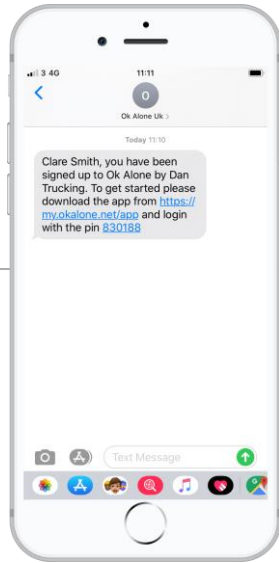 3 4G 11:11
O
Ok Alone Uk >
Today 11:10
Clare Smith, you have been
signed up to Ok Alone by Dan
Trucking. To get started please
download the app from https://
my.okalone.net/app and login
with the pin 830188
Text Message